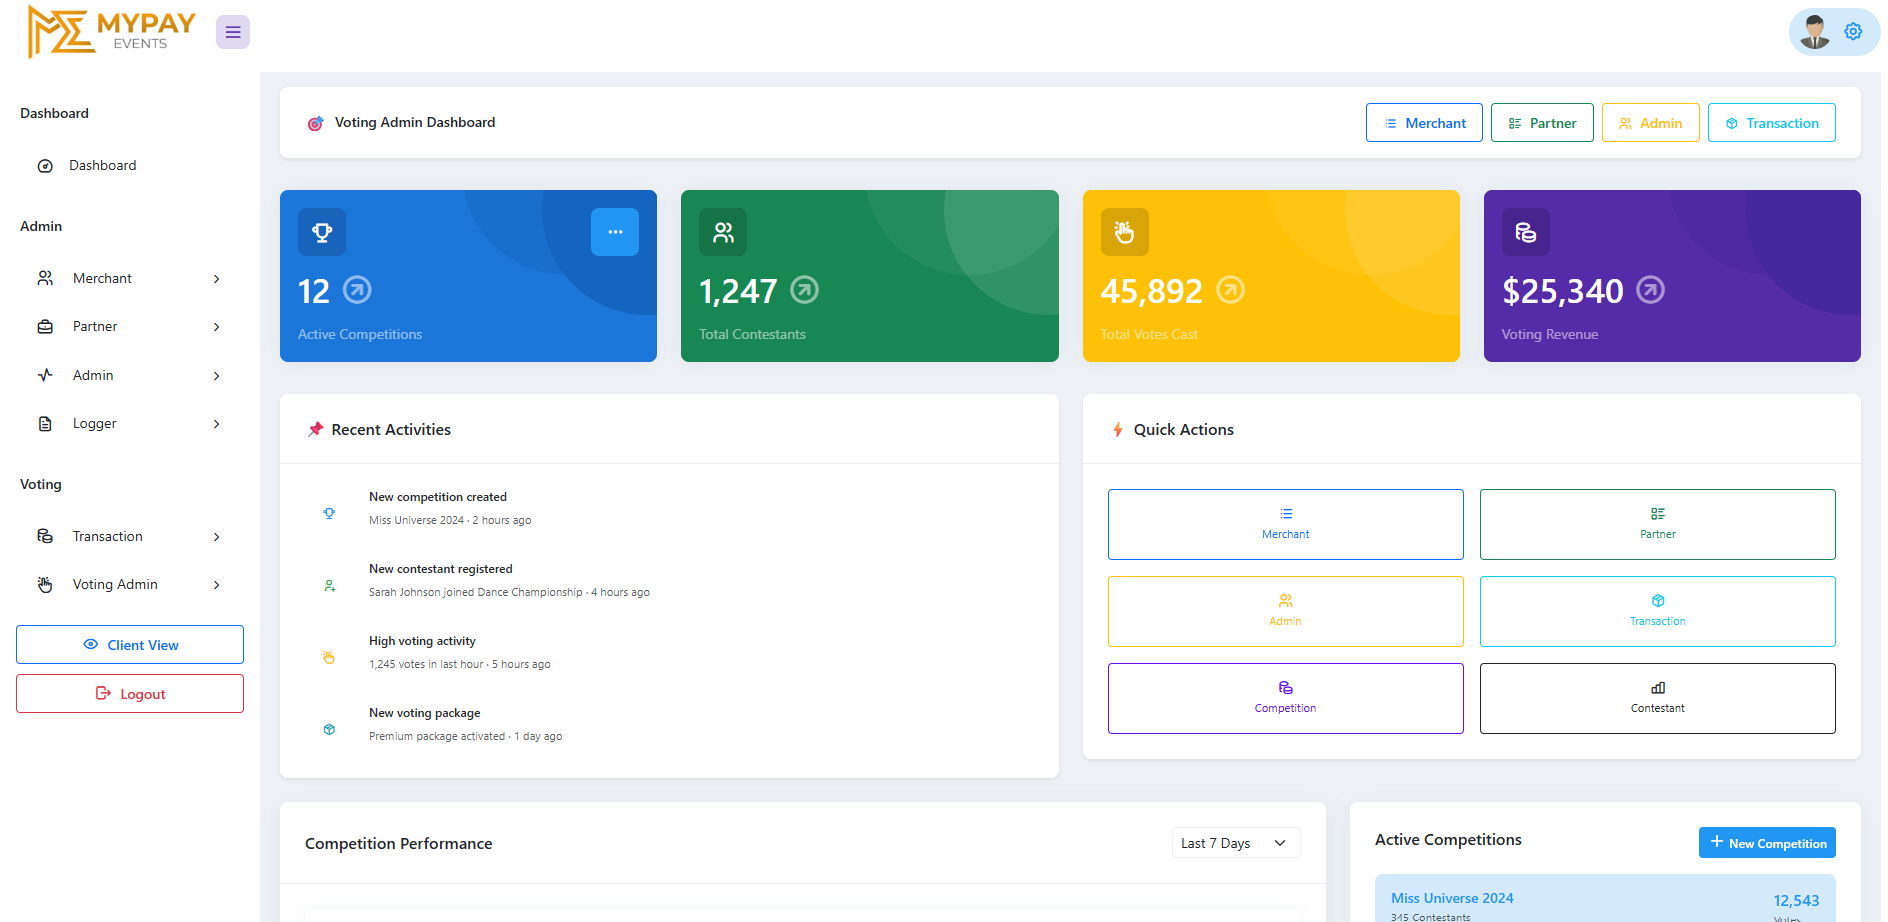 MYPAY
EVENTS
Dashboard
Dashboard
Admin
Merchant
Partner
Admin
Logger
Voting
Transaction
Voting Admin
Client View
Logout
Voting Admin Dashboard
Merchant
Partner
Admin
Transaction
12
Active Competitions
1,247
Total Contestants
45,892
Total Votes Cast
$25,340
Voting Revenue
Recent Activities
New competition created
Miss Universe 2024 · 2 hours ago
New contestant registered
Sarah Johnson joined Dance Championship · 4 hours ago
High voting activity
1,245 votes in last hour · 5 hours ago
New voting package
Premium package activated · 1 day ago
Quick Actions
Merchant
Partner
Admin
Transaction
Competition
Contestant
Competition Performance
Last 7 Days
Active Competitions
New Competition
Miss Universe 2024
12,543
345 Contestants
Votes